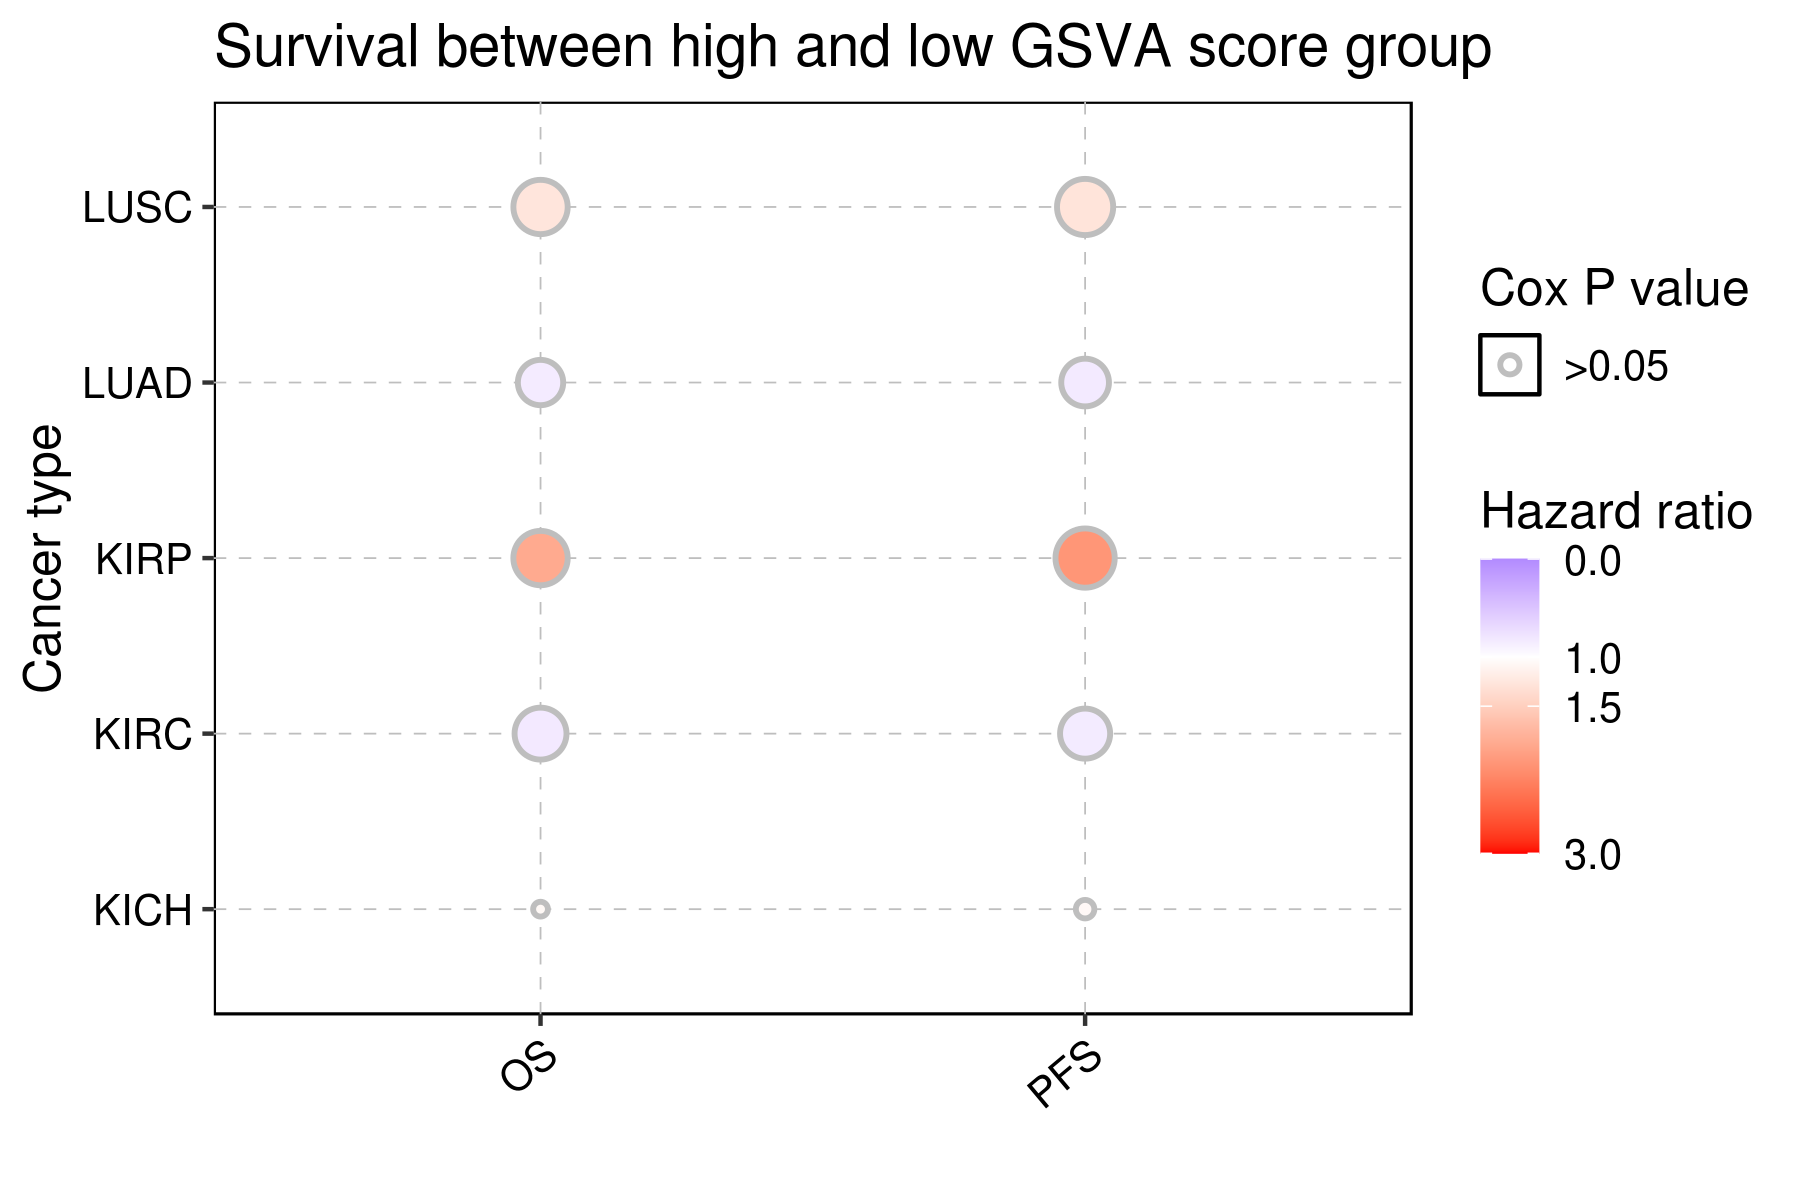 Survival between high and low GSVA score group
Cancer type
LUSC
LUAD
KIRP
KIRC
KICH
OS
PFS
Cox P value
>0.05
Hazard ratio
0.0
1.0
1.5
3.0